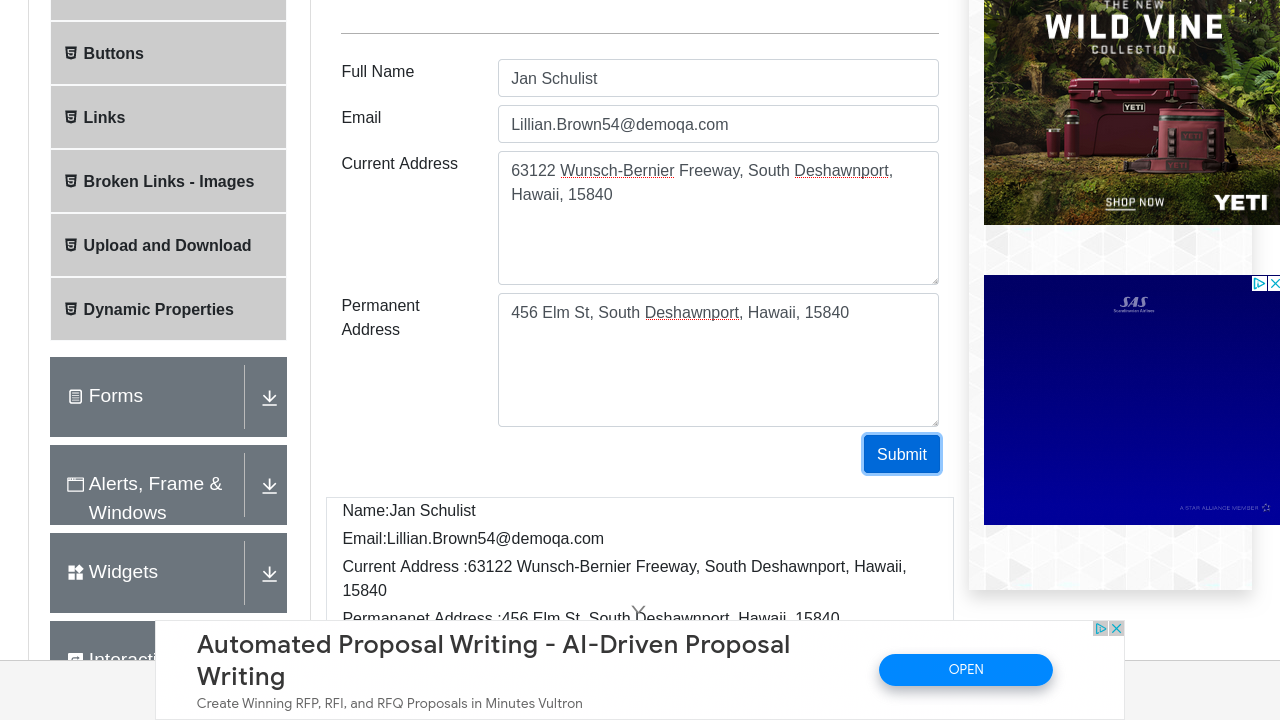 Buttons
Links
Broken Links - Images
Upload and Download
Dynamic Properties
Forms
Alerts, Frame &
Windows
Widgets
Full Name
Jan Schulist
Email
Lillian.Brown54@demoqa.com
Current Address
63122 Wunsch-Bernier Freeway, South Deshawnport,
Hawaii, 15840
Permanent
Address
456 Elm St, South Deshawnport, Hawaii, 15840
Submit
Name:Jan Schulist
Email:Lillian.Brown54@demoqa.com
Current Address :63122 Wunsch-Bernier Freeway, South Deshawnport, Hawaii,
15840
Permananet Address :456 Elm St, South Deshawnport, Hawaii, 15840
THE NEW
WILD VINE
COLLECTION
YETI
YETI
SHOP NOW
YETI
SAS
Scandinavian Airlines
A STAR ALLIANCE MEMBER
Automated Proposal Writing - AI-Driven Proposal
Writing
Create Winning RFP, RFI, and RFQ Proposals in Minutes Vultron
OPEN